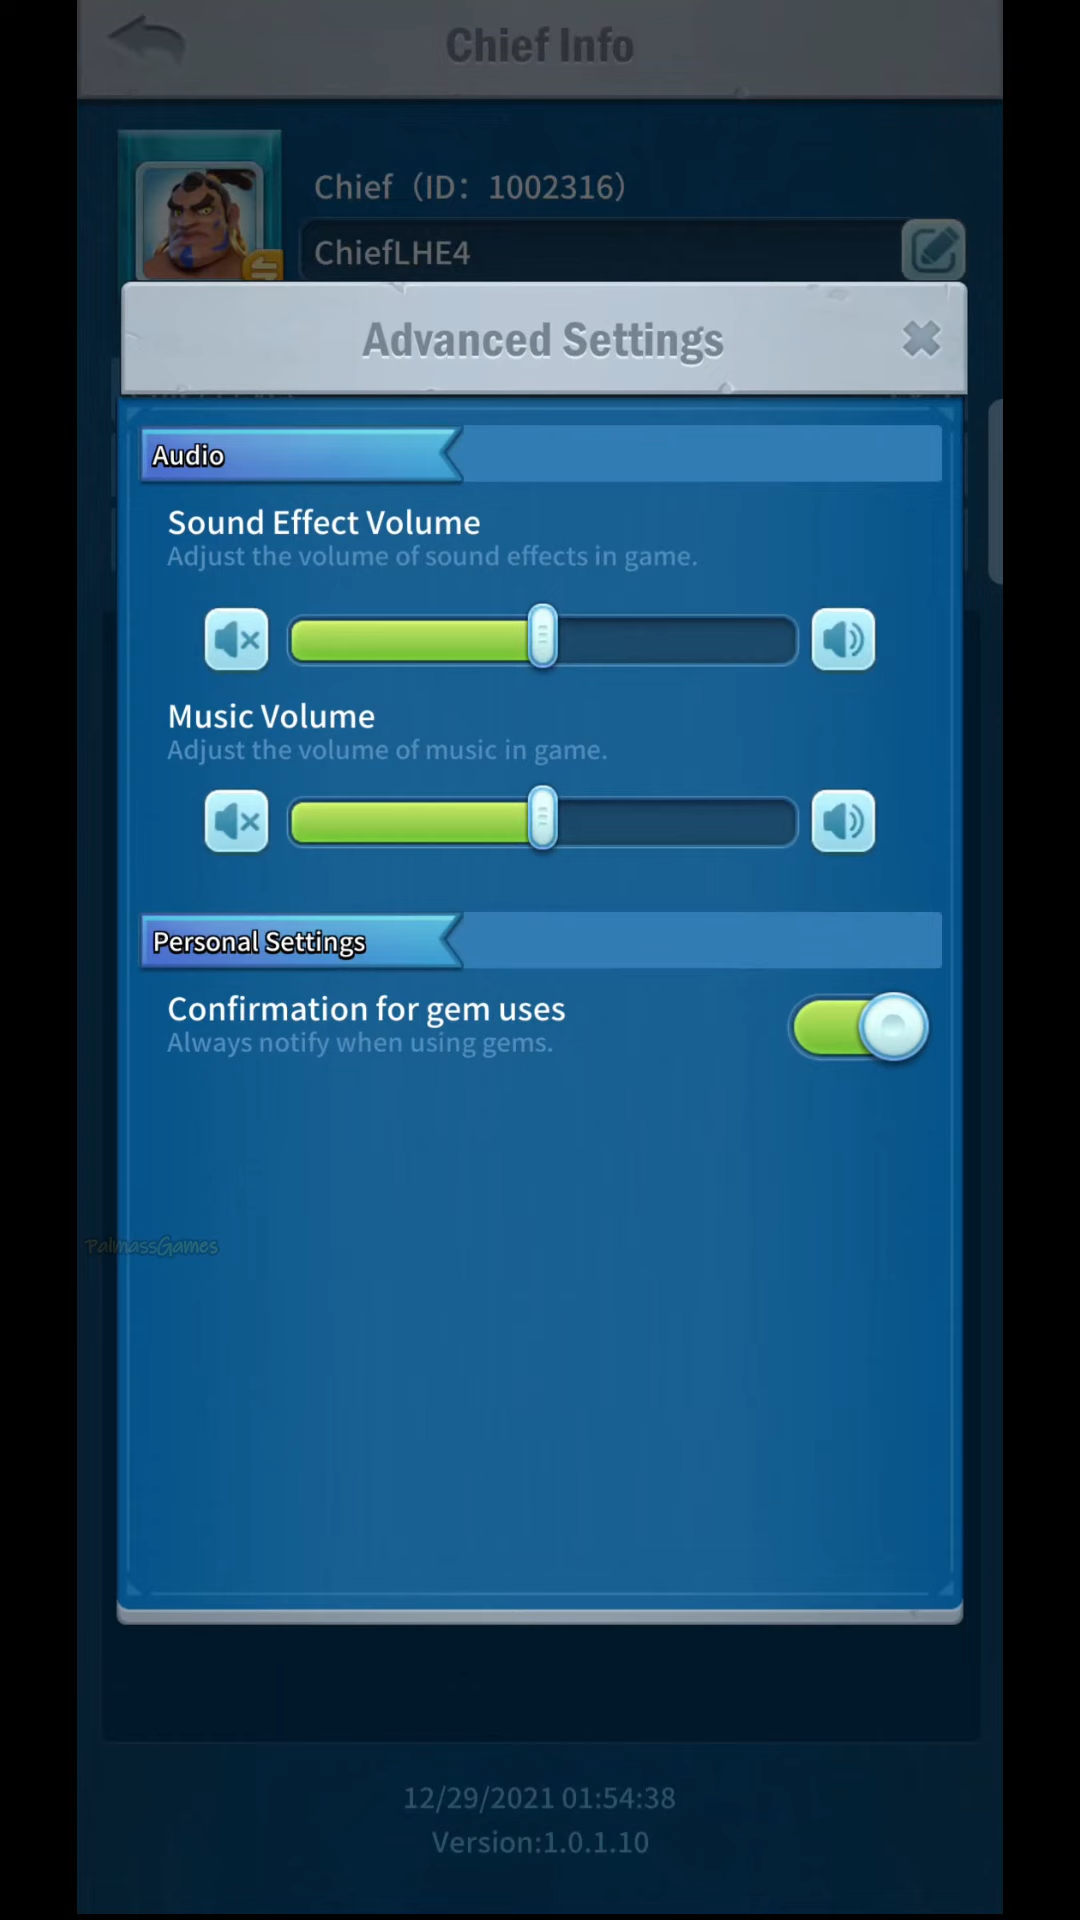 Chief Info
Chief（ID：1002316）
ChiefLHE4
Advanced Settings
Audio
Sound Effect Volume
Adjust the volume of sound effects in game.
Music Volume
Adjust the volume of music in game.
Personal Settings
Confirmation for gem uses
Always notify when using gems.
PalmassGames
12/29/2021 01:54:38
Version:1.0.1.10